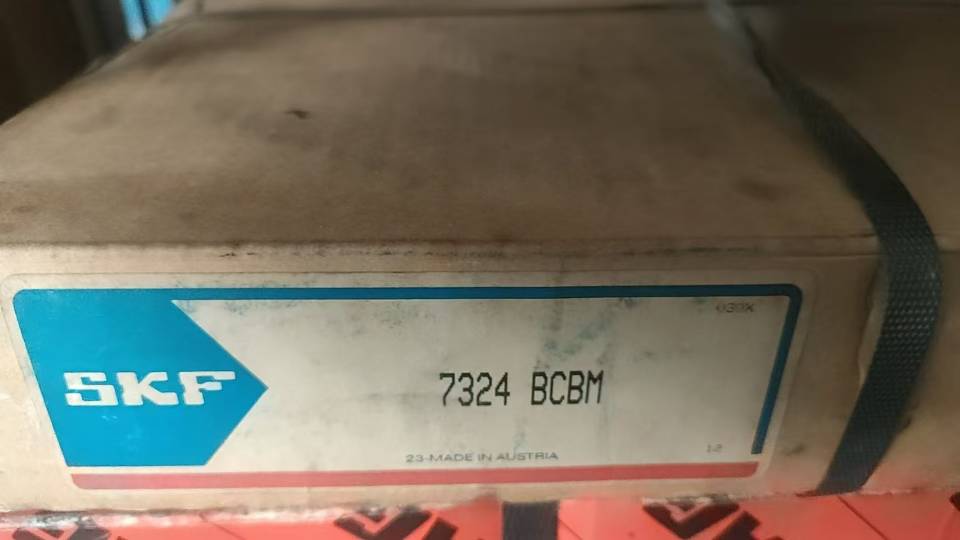 SKF
7324 BCBM
23-MADE IN AUSTRIA